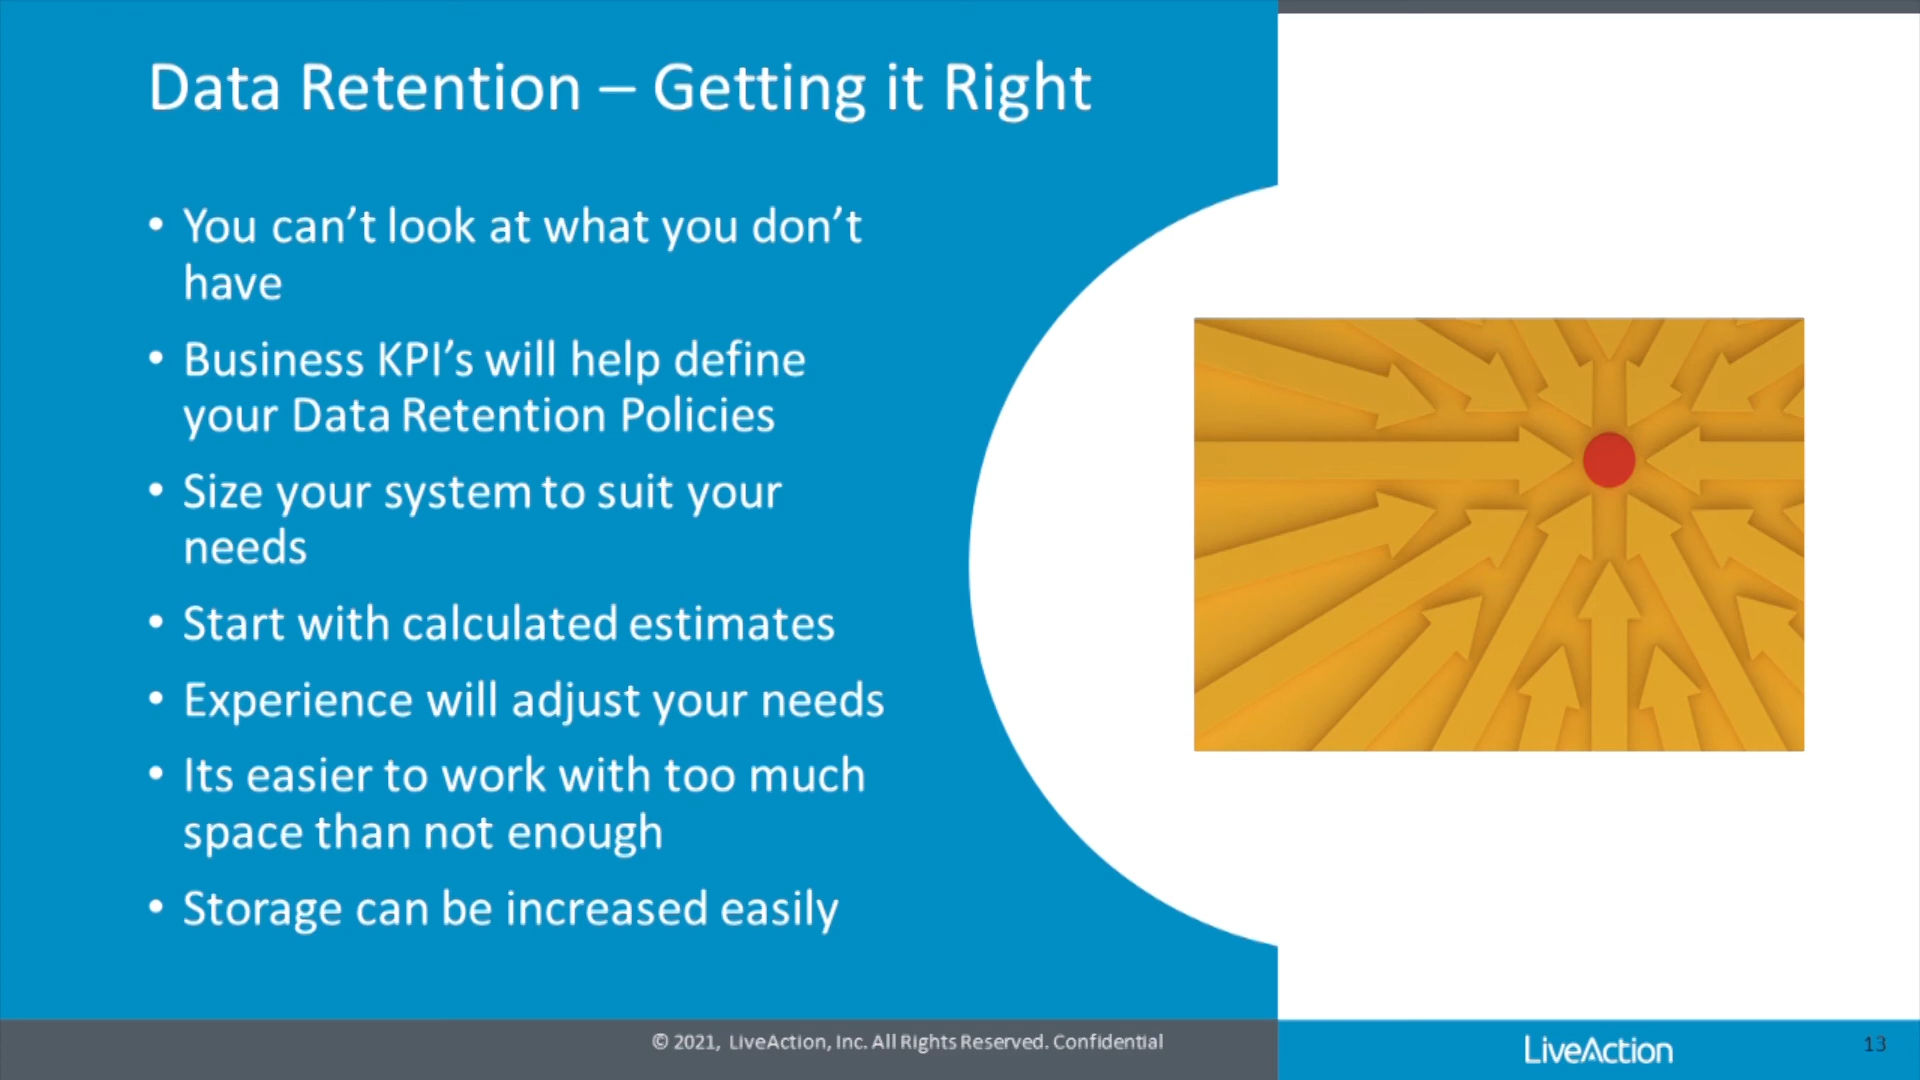 Data Retention – Getting it Right
• You can’t look at what you don’t
have
• Business KPI’s will help define
your Data Retention Policies
• Size your system to suit your
needs
• Start with calculated estimates
• Experience will adjust your needs
• Its easier to work with too much
space than not enough
• Storage can be increased easily
© 2021, LiveAction, Inc. All Rights Reserved. Confidential
LiveAction
13